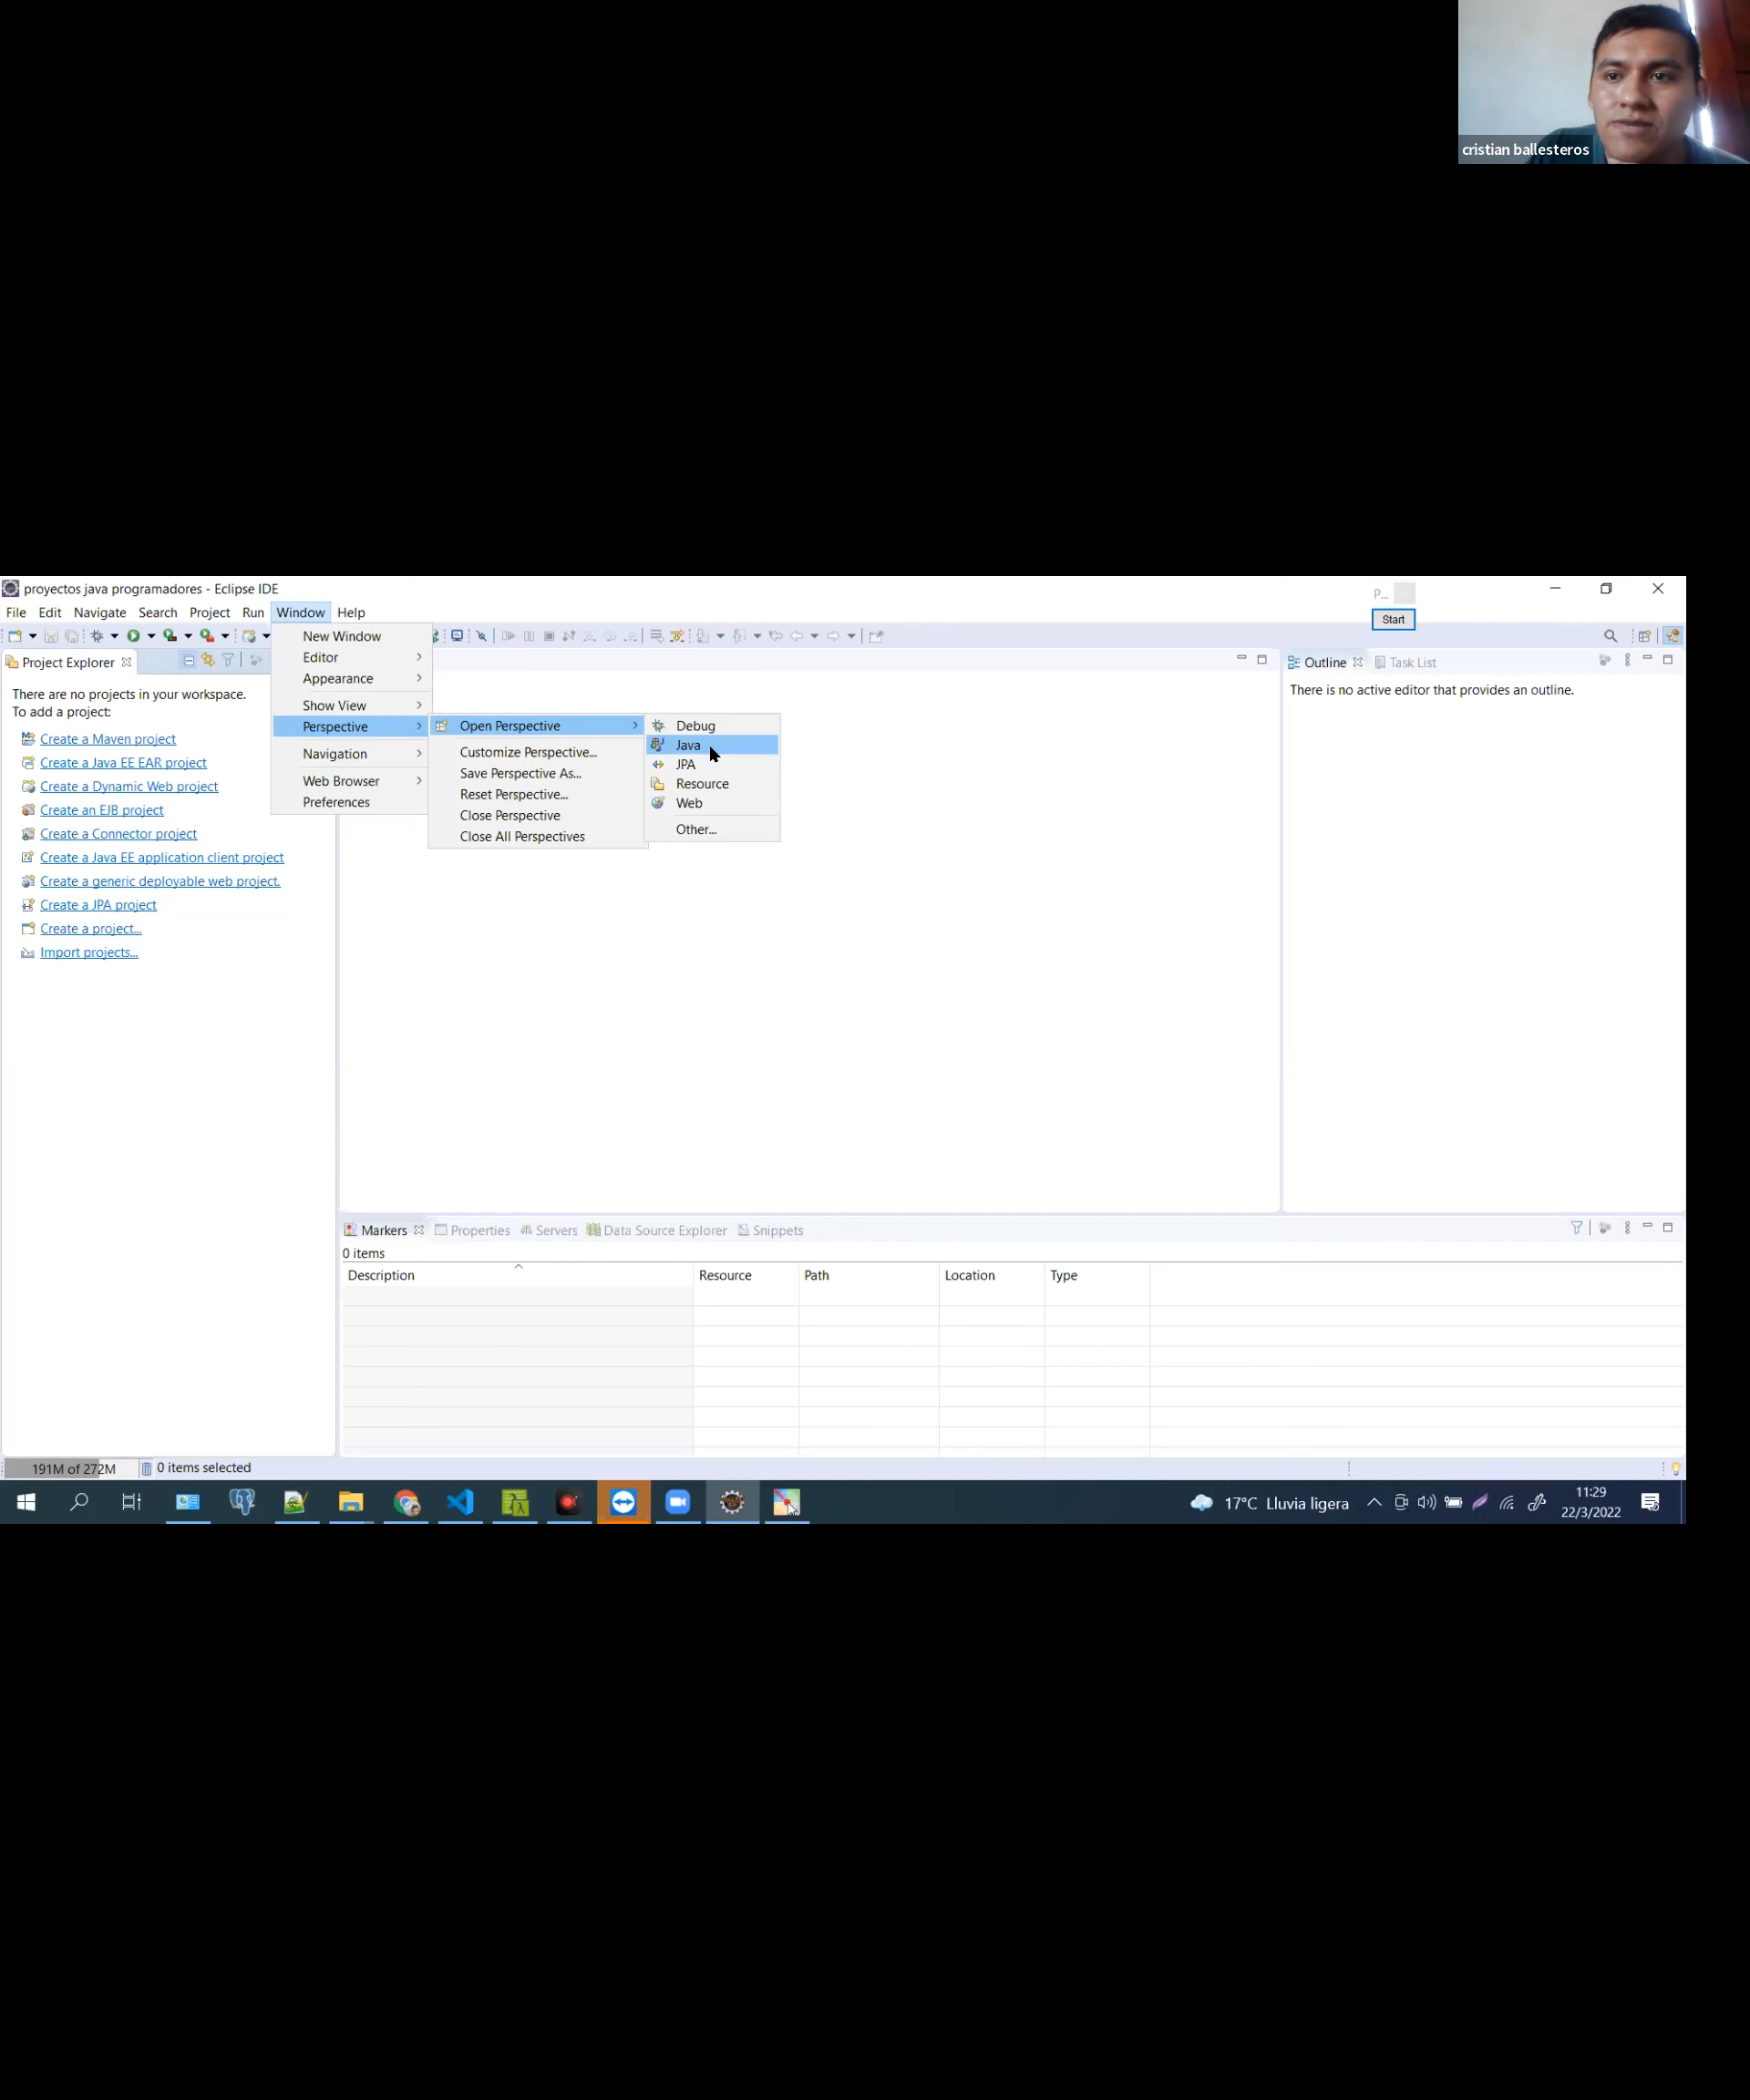 cristian ballesteros
proyectos java programadores - Eclipse IDE
P...
File Edit Navigate Search Project Run Window Help
Start
New Window
Editor
Appearance
Show View
Perspective
Navigation
Web Browser
Preferences
Open Perspective
Customize Perspective...
Save Perspective As...
Reset Perspective...
Close Perspective
Close All Perspectives
Debug
Java
JPA
Resource
Web
Other...
Project Explorer
There are no projects in your workspace.
To add a project:
Create a Maven project
Create a Java EE EAR project
Create a Dynamic Web project
Create an EJB project
Create a Connector project
Create a Java EE application client project
Create a generic deployable web project.
Create a JPA project
Create a project...
Import projects...
Outline Task List
There is no active editor that provides an outline.
Markers Properties Servers Data Source Explorer Snippets
0 items
Description Resource Path Location Type
191M of 272M 0 items selected
17°C Lluvia ligera
11:29
22/3/2022